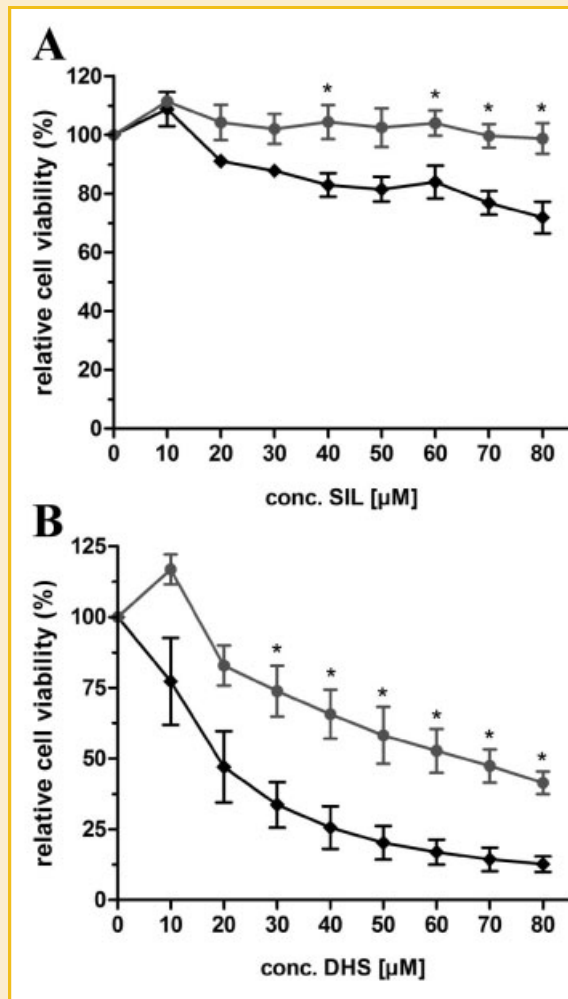 A
relative cell viability (%)
120
100
80
60
40
20
0
* * * *
0 10 20 30 40 50 60 70 80
conc. SIL [µM]
B
relative cell viability (%)
125
100
75
50
25
0
* * * * * *
0 10 20 30 40 50 60 70 80
conc. DHS [µM]